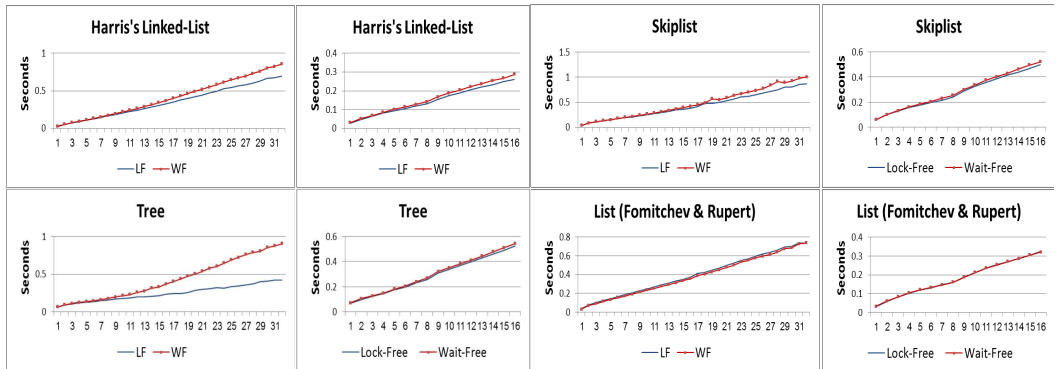 Harris's Linked-List
Seconds
1
0.5
0
1 3 5 7 9 11 13 15 17 19 21 23 25 27 29 31
LF WF
Harris's Linked-List
Seconds
0.4
0.3
0.2
0.1
0
1 2 3 4 5 6 7 8 9 10 11 12 13 14 15 16
LF WF
Skiplist
Seconds
1.5
1
0.5
0
1 3 5 7 9 11 13 15 17 19 21 23 25 27 29 31
LF WF
Skiplist
Seconds
0.6
0.4
0.2
0
1 2 3 4 5 6 7 8 9 10 11 12 13 14 15 16
Lock-Free Wait-Free
Tree
Seconds
1
0.5
0
1 3 5 7 9 11 13 15 17 19 21 23 25 27 29 31
LF WF
Tree
Seconds
0.6
0.4
0.2
0
1 2 3 4 5 6 7 8 9 10 11 12 13 14 15 16
Lock-Free Wait-Free
List (Fomitchev & Rupert)
Seconds
0.8
0.6
0.4
0.2
0
1 3 5 7 9 11 13 15 17 19 21 23 25 27 29 31
LF WF
List (Fomitchev & Rupert)
Seconds
0.4
0.3
0.2
0.1
0
1 2 3 4 5 6 7 8 9 10 11 12 13 14 15 16
Lock-Free Wait-Free